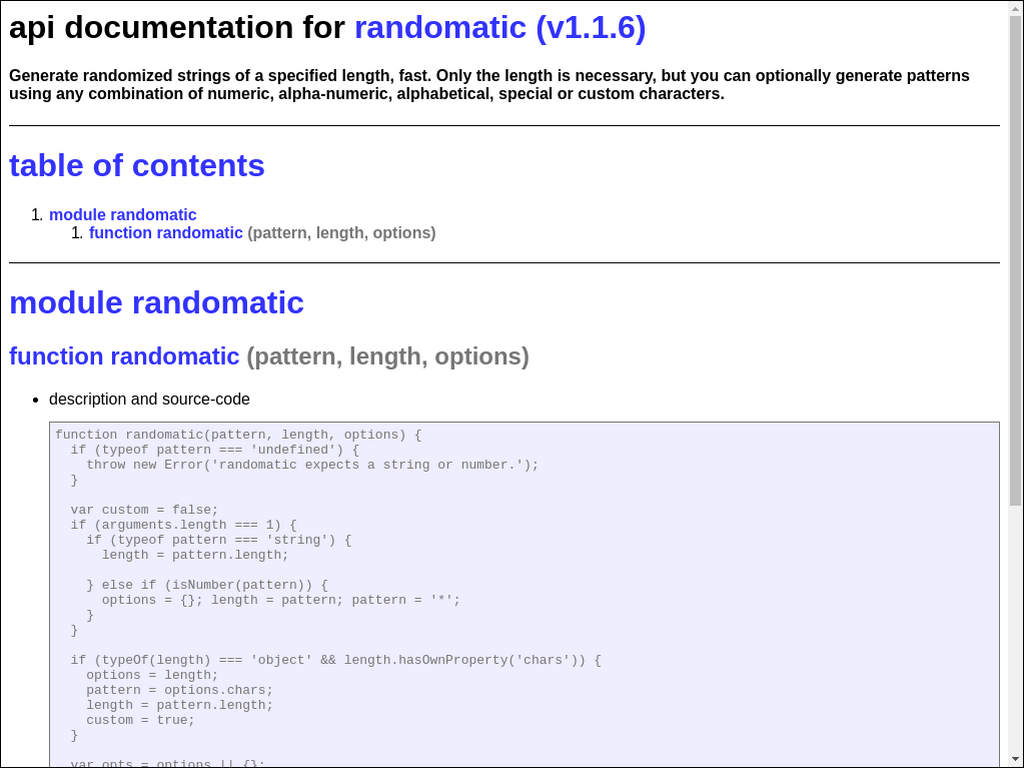 api documentation for randomatic (v1.1.6)
Generate randomized strings of a specified length, fast. Only the length is necessary, but you can optionally generate patterns
using any combination of numeric, alpha-numeric, alphabetical, special or custom characters.
table of contents
1. module randomatic
1. function randomatic (pattern, length, options)
module randomatic
function randomatic (pattern, length, options)
• description and source-code
function randomatic(pattern, length, options) {
  if (typeof pattern === 'undefined') {
    throw new Error('randomatic expects a string or number.');
  }
  var custom = false;
  if (arguments.length === 1) {
    if (typeof pattern === 'string') {
      length = pattern.length;
    } else if (isNumber(pattern)) {
      options = {}; length = pattern; pattern = '*';
    }
  }
  if (typeOf(length) === 'object' && length.hasOwnProperty('chars')) {
    options = length;
    pattern = options.chars;
    length = pattern.length;
    custom = true;
  }
  var opts = options || {};